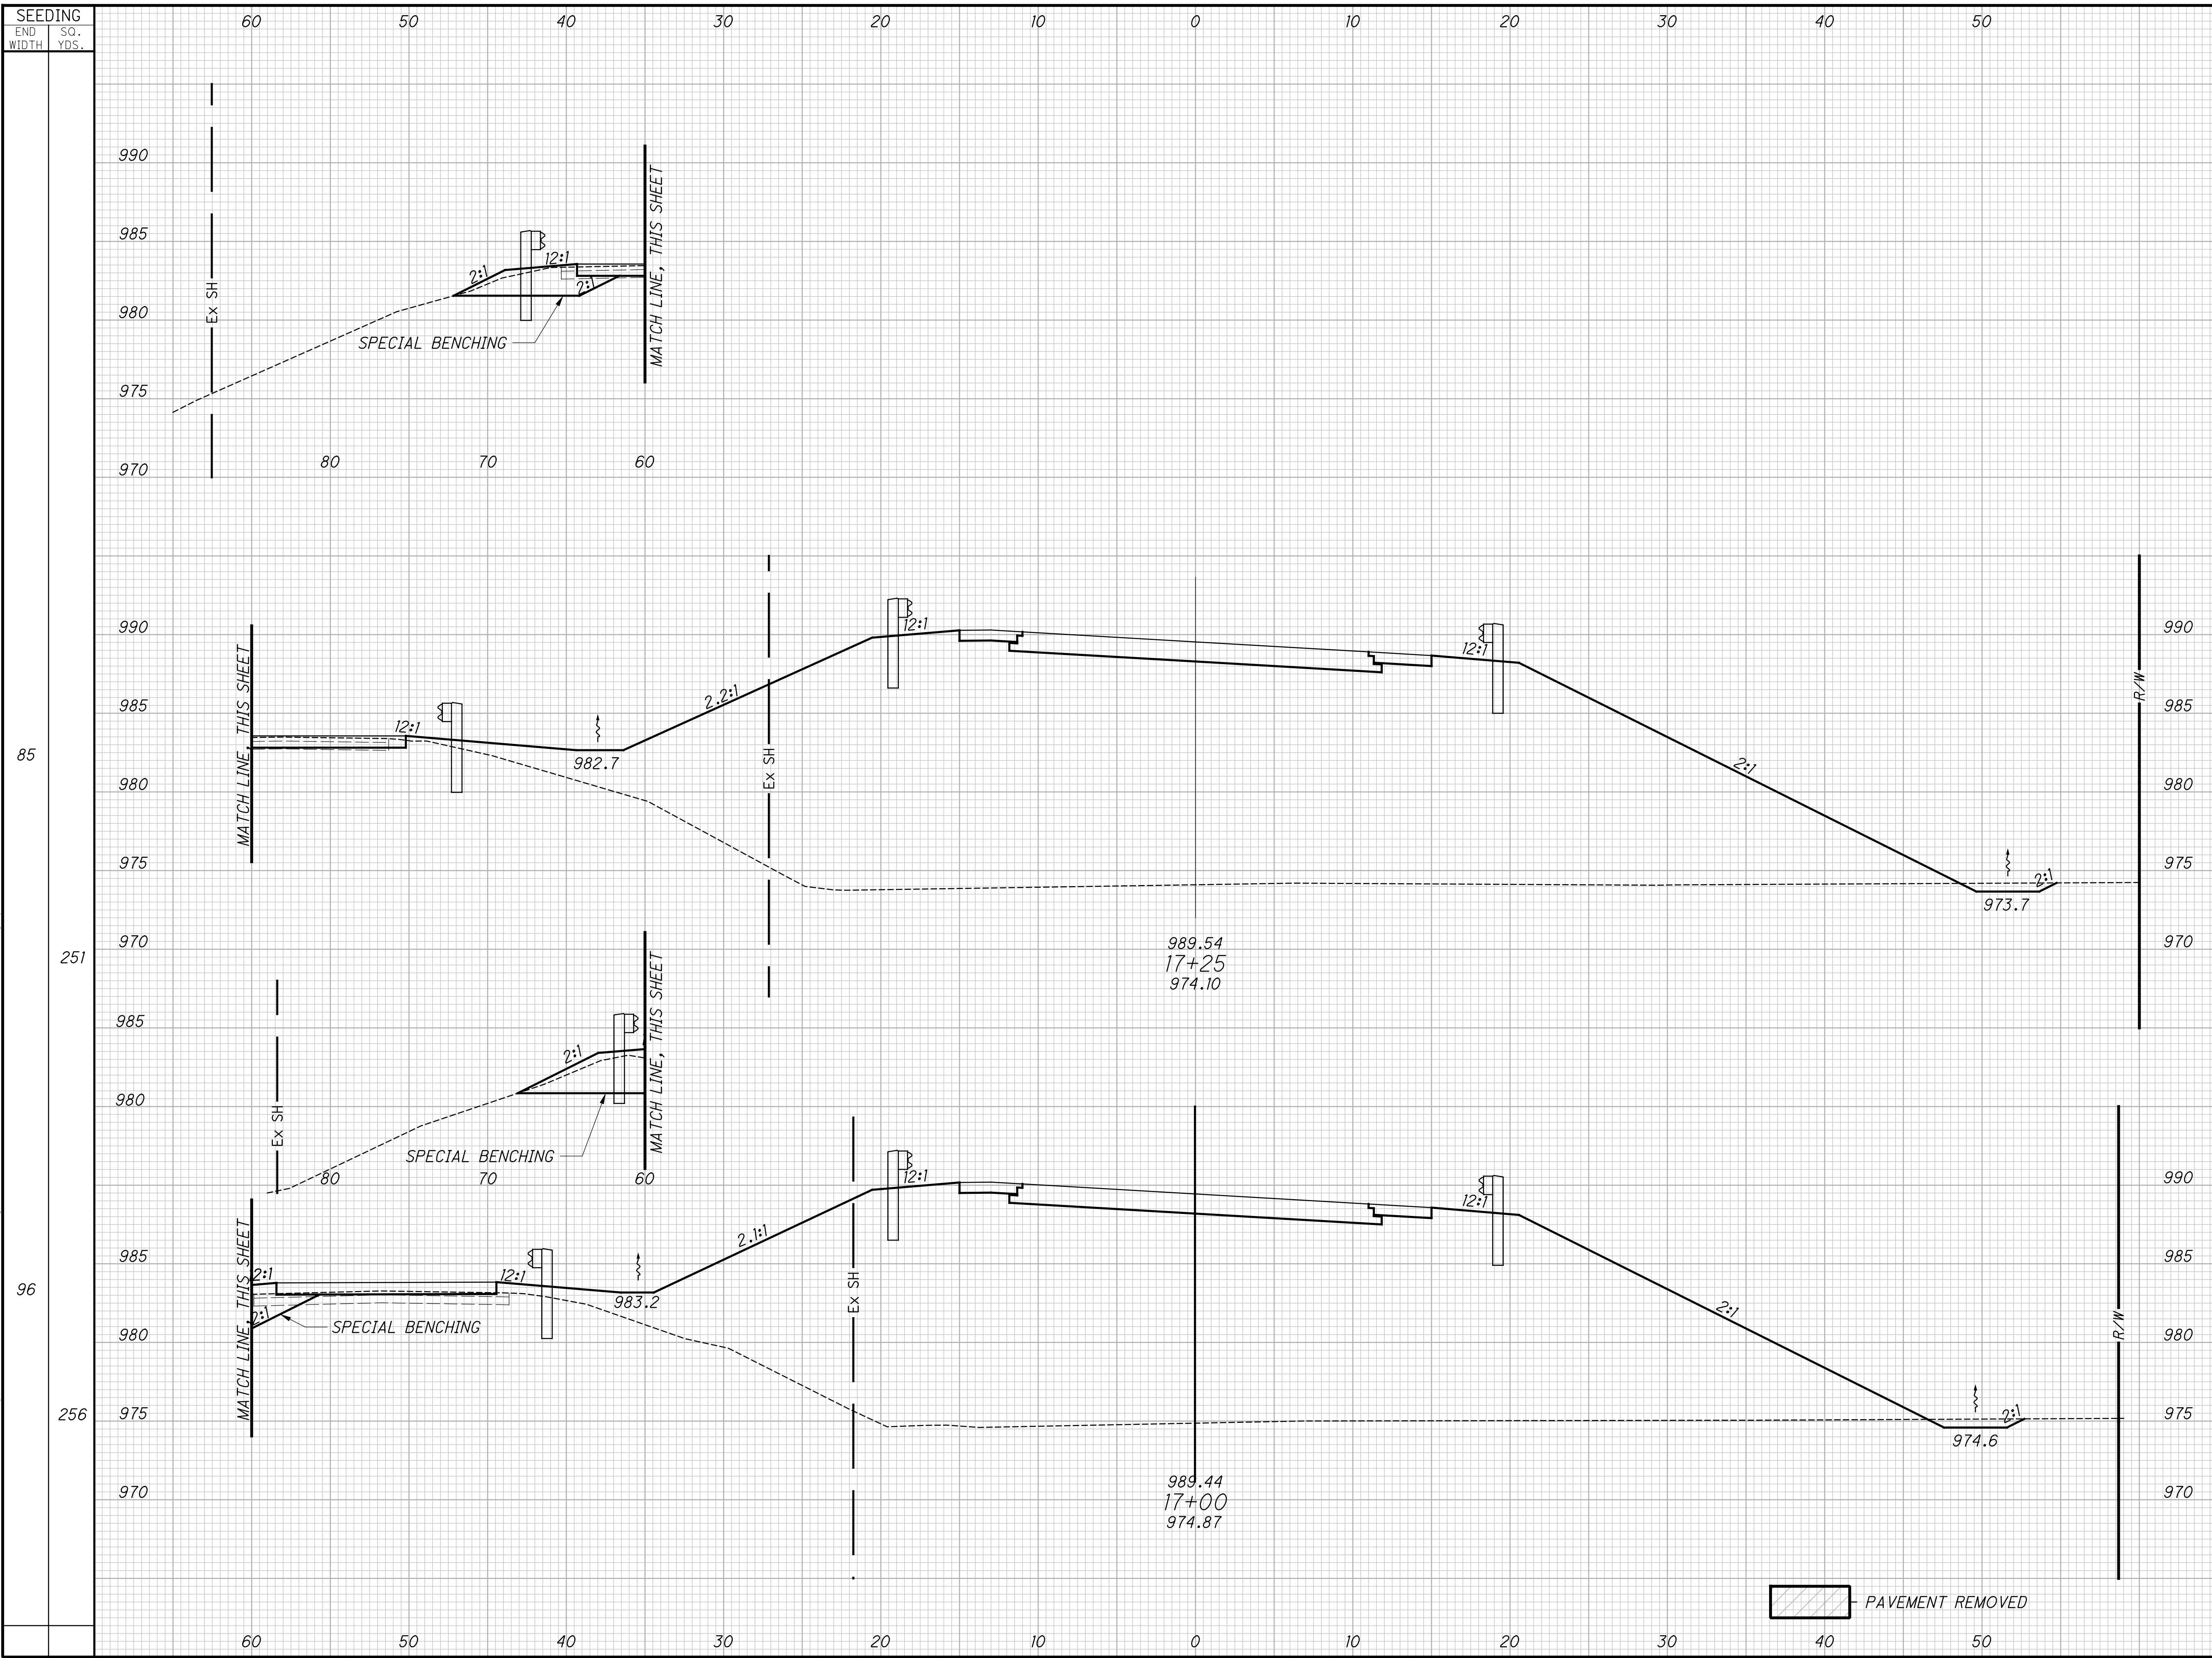 SEEDING
END WIDTH
SQ. YDS.
60 50 40 30 20 10 0 10 20 30 40 50
990
985
980
975
970
Ex SH
2:1
12:1
2:1
SPECIAL BENCHING
MATCH LINE, THIS SHEET
80 70 60
85
990
985
980
975
970
MATCH LINE, THIS SHEET
12:1
982.7
2.2:1
Ex SH
12:1
12:1
2:1
2:1
973.7
R/W
990
985
980
975
970
989.54
17+25
974.10
251
985
980
Ex SH
2:1
SPECIAL BENCHING
MATCH LINE, THIS SHEET
80 70 60
96
985
980
975
970
MATCH LINE, THIS SHEET
2:1
2:1
SPECIAL BENCHING
12:1
983.2
2.1:1
Ex SH
12:1
12:1
2:1
2:1
974.6
R/W
990
985
980
975
970
256
989.44
17+00
974.87
PAVEMENT REMOVED
60 50 40 30 20 10 0 10 20 30 40 50